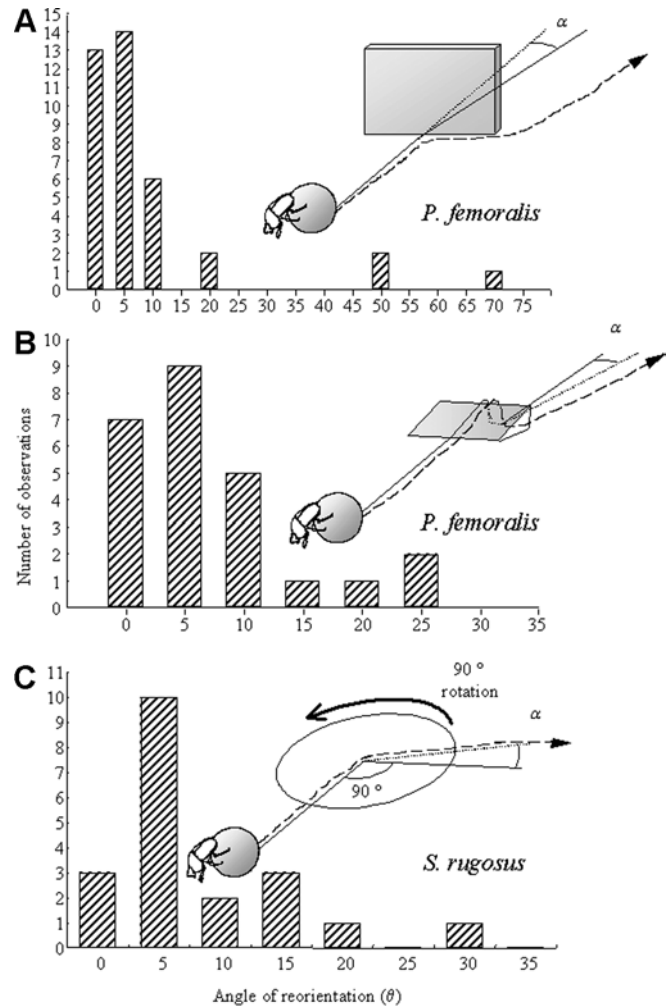 A
15
14
13
12
11
10
9
8
7
6
5
4
3
2
1
0
α
P. femoralis
0 5 10 15 20 25 30 35 40 45 50 55 60 65 70 75
B
Number of observations
10
9
8
7
6
5
4
3
2
1
0
α
P. femoralis
0 5 10 15 20 25 30 35
C
11
10
9
8
7
6
5
4
3
2
1
0
90 °
rotation
α
90 °
S. rugosus
0 5 10 15 20 25 30 35
Angle of reorientation (θ)